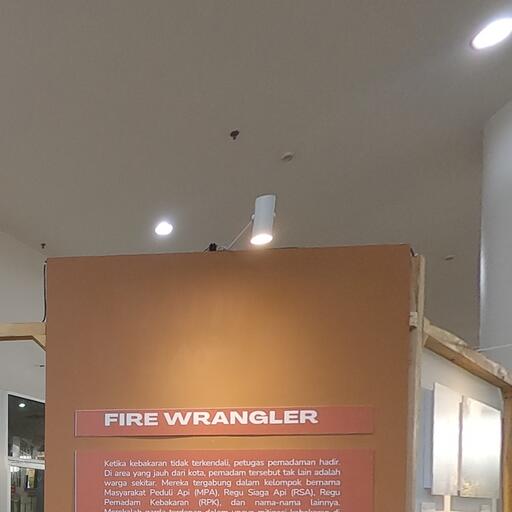 FIRE WRANGLER
Ketika kebakaran tidak terkendali, petugas pemadaman hadir.
Di area yang jauh dari kota, pemadam tersebut tak lain adalah
warga sekitar. Mereka tergabung dalam kelompok bernama
Masyarakat Peduli Api (MPA), Regu Siaga Api (RSA), Regu
Pemadam Kebakaran (RPK), dan nama-nama lainnya.